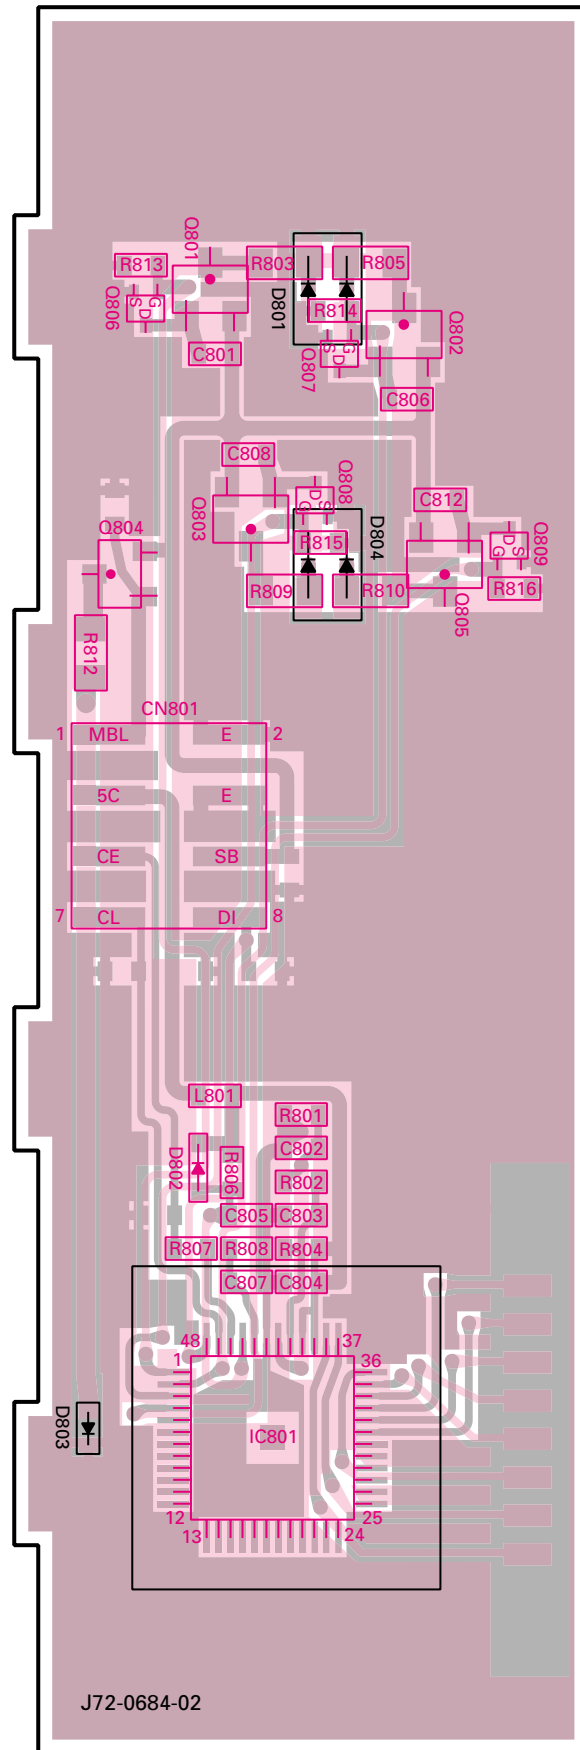 Q801
R813
R803
R805
Q806
S
G
D
D801
R814
Q802
C801
S
G
D
Q807
C806
C808
Q808
D
G
S
Q803
C812
Q804
R815
D804
Q809
D
G
S
R809
R810
R816
Q805
R812
CN801
1
MBL
E
2
5C
E
CE
SB
7
CL
DI
8
L801
R801
D802
C802
R806
R802
C805
C803
R807
R808
R804
C807
C804
48
37
1
36
D803
IC801
12
25
13
24
J72-0684-02